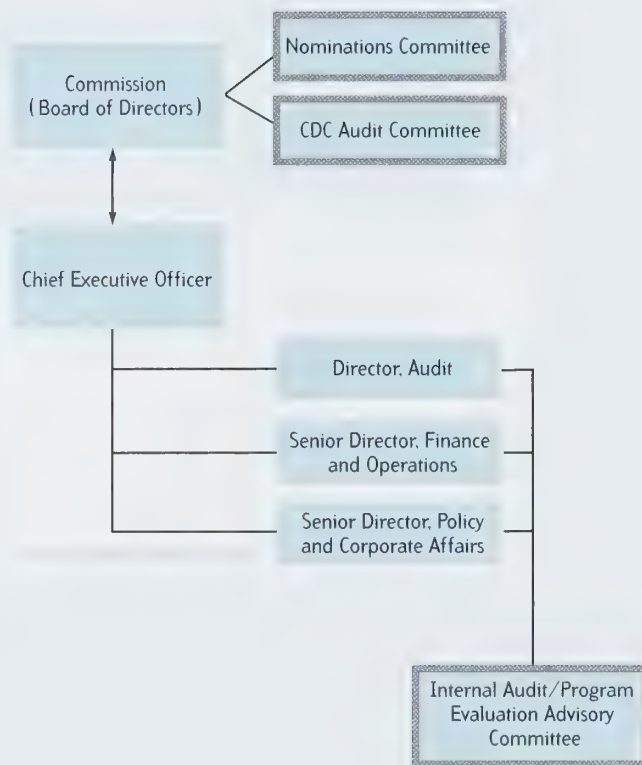 Nominations Committee
Commission
(Board of Directors)
CDC Audit Committee
Chief Executive Officer
Director, Audit
Senior Director, Finance
and Operations
Senior Director, Policy
and Corporate Affairs
Internal Audit/Program
Evaluation Advisory
Committee